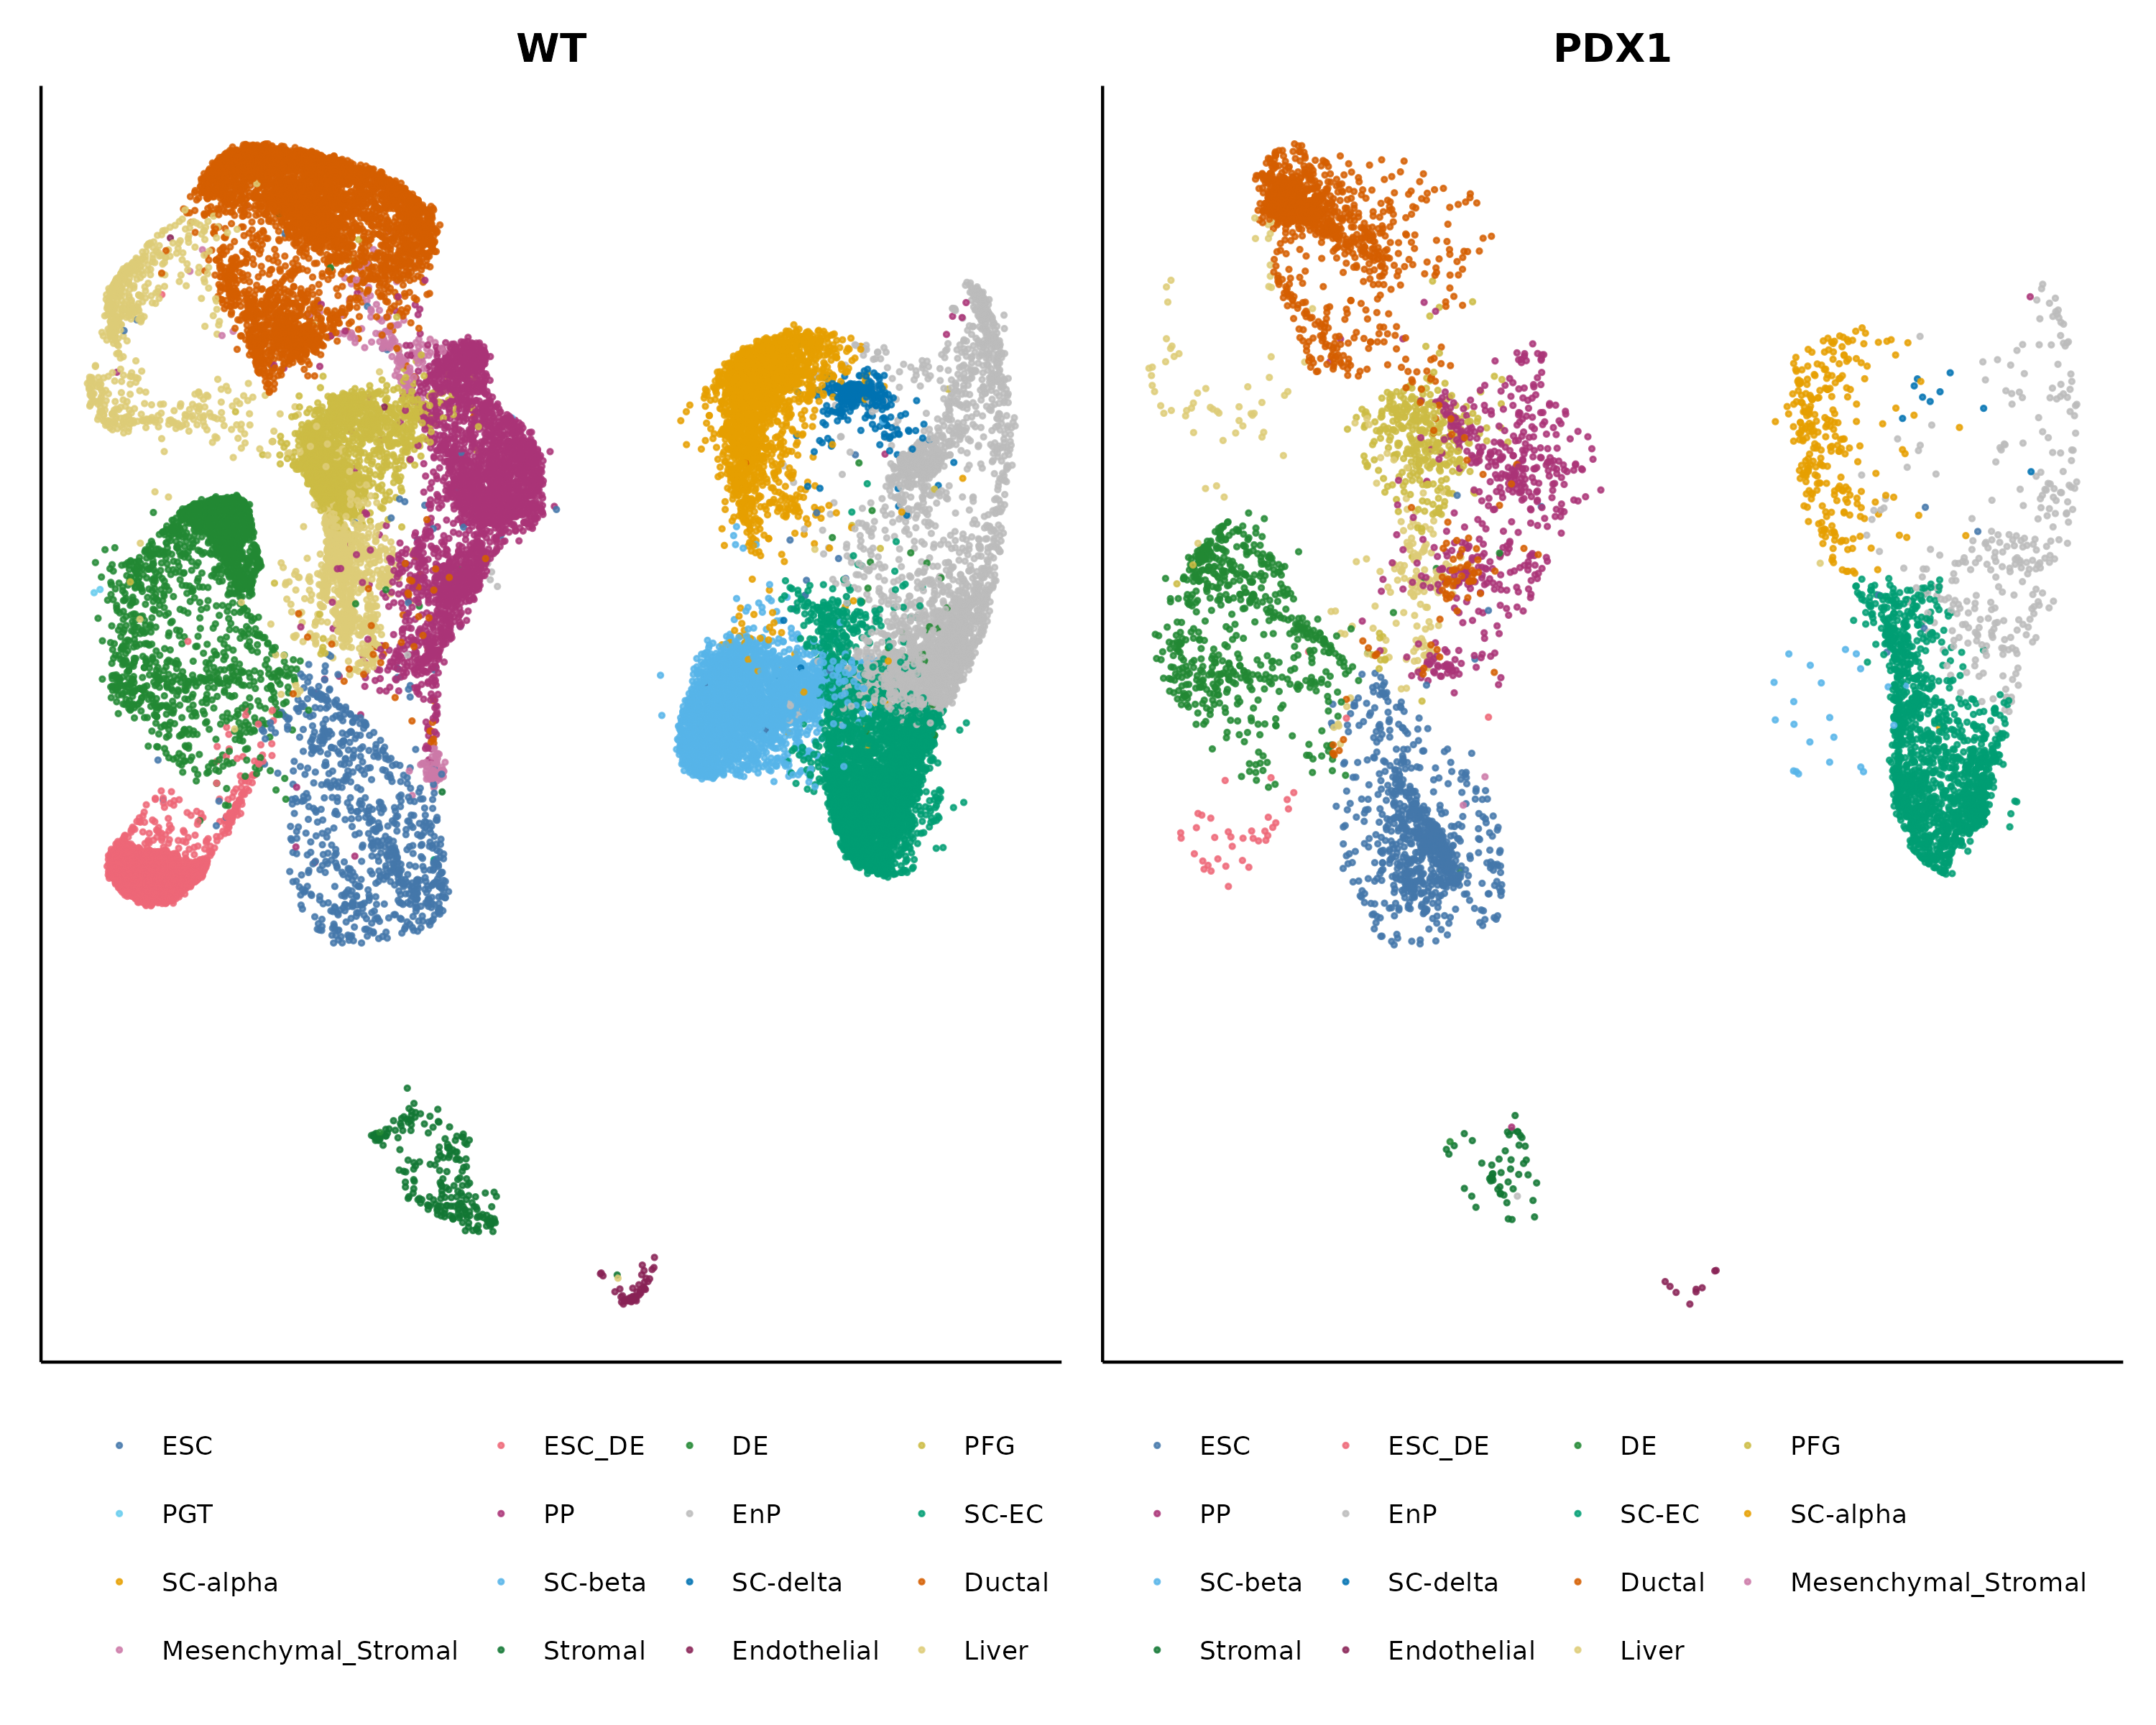 WT
PDX1
ESC ESC_DE DE PFG ESC ESC_DE DE PFG
PGT PP EnP SC-EC PP EnP SC-EC SC-alpha
SC-alpha SC-beta SC-delta Ductal SC-beta SC-delta Ductal Mesenchymal_Stromal
Mesenchymal_Stromal Stromal Endothelial Liver Stromal Endothelial Liver